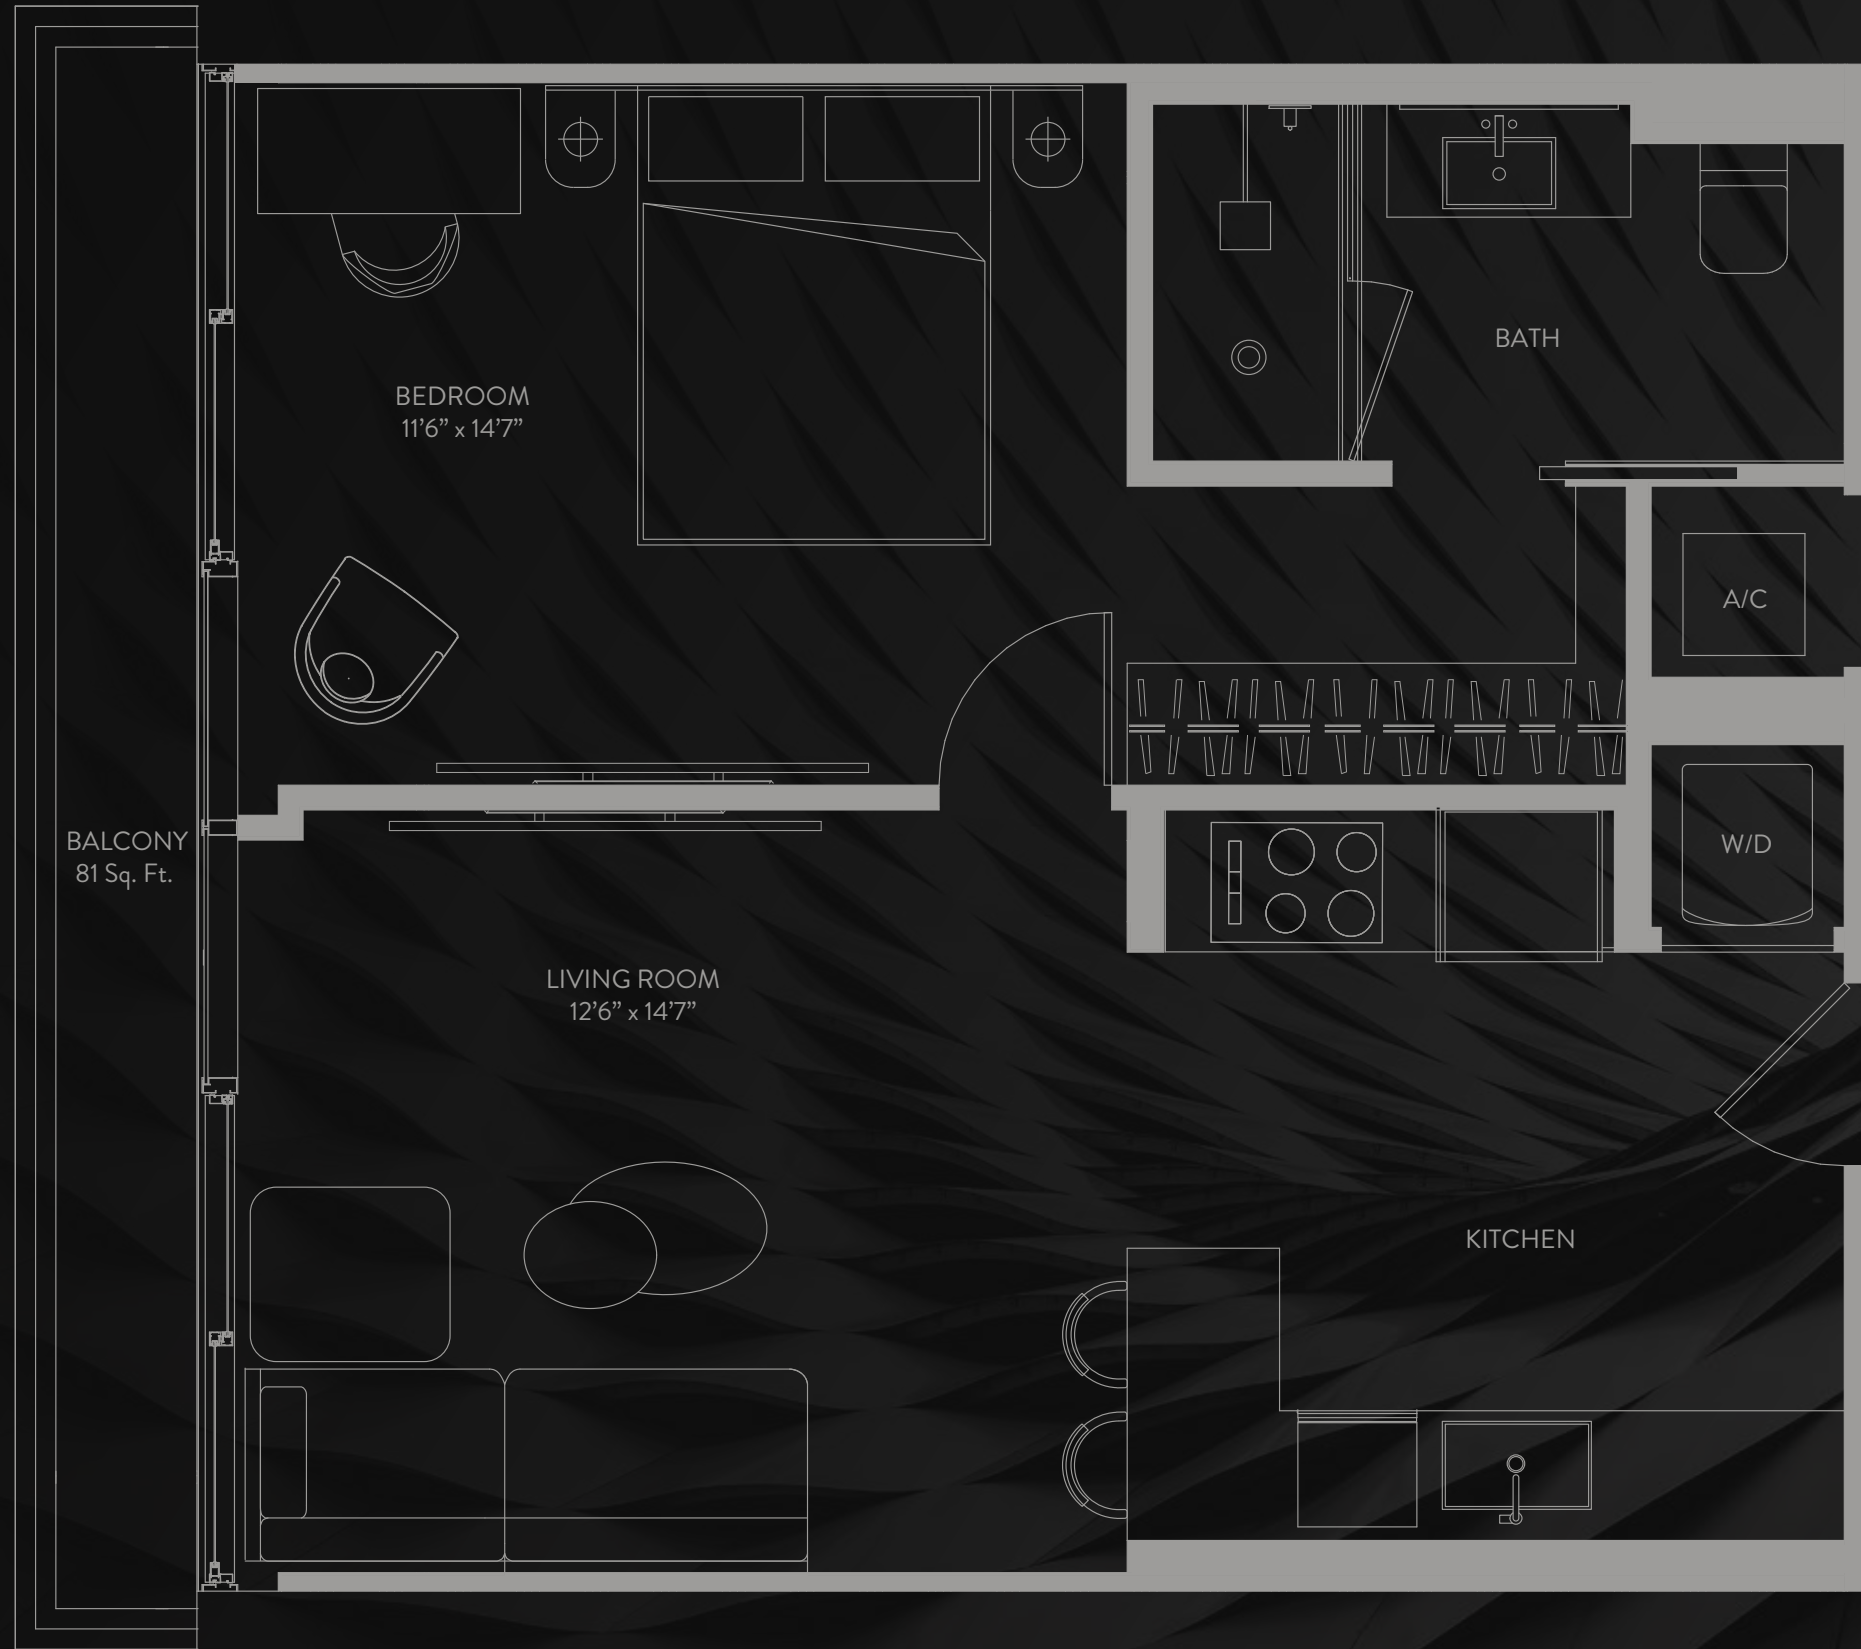 BATH
BEDROOM
11’6” x 14’7”
A/C
BALCONY
81 Sq. Ft.
W/D
LIVING ROOM
12’6” x 14’7”
KITCHEN